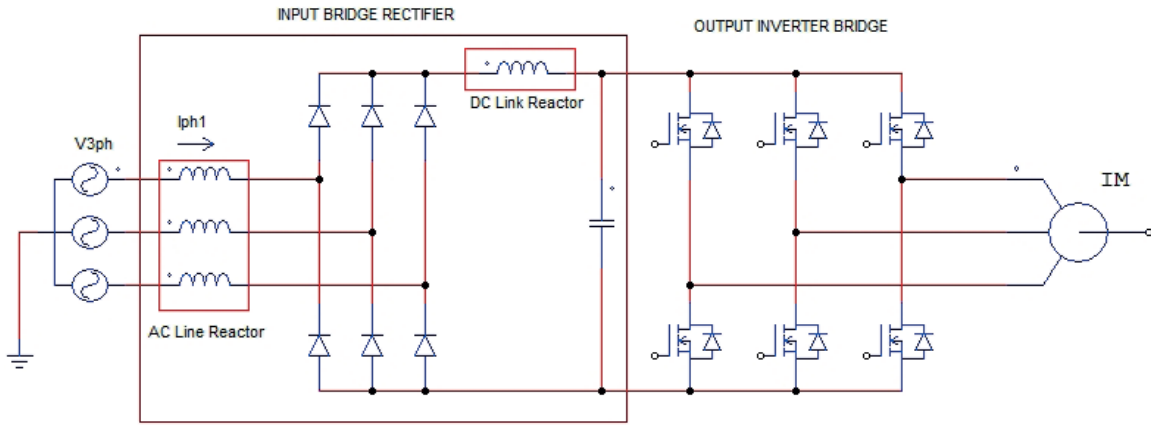 INPUT BRIDGE RECTIFIER
OUTPUT INVERTER BRIDGE
DC Link Reactor
Iph1
V3ph
IM
AC Line Reactor